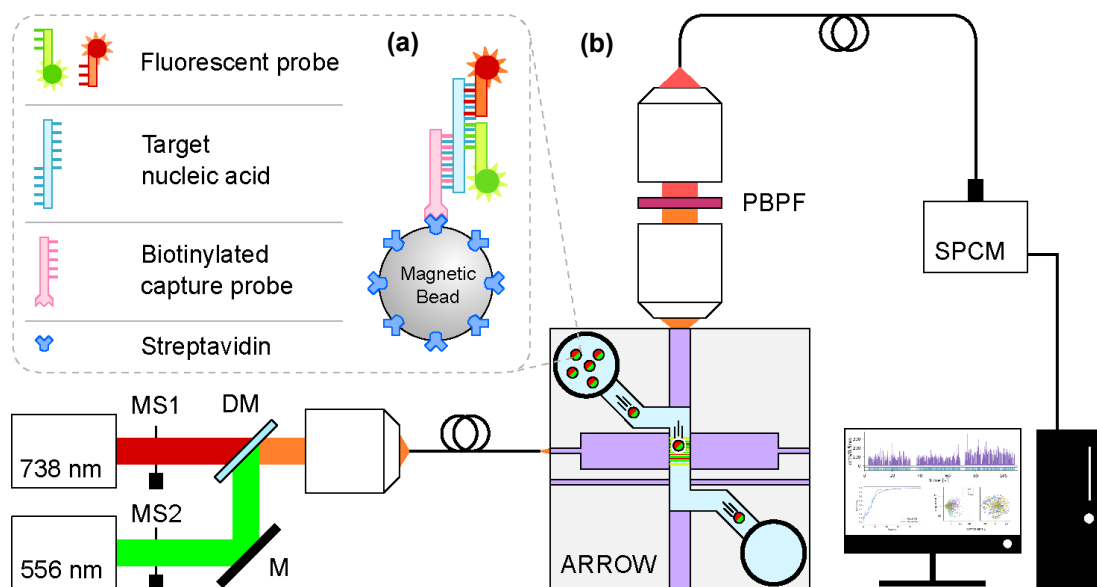 (a)
(b)
Fluorescent probe
Target
nucleic acid
Biotinylated
capture probe
Streptavidin
Magnetic
Bead
PBPF
SPCM
MS1
DM
738 nm
MS2
556 nm
M
ARROW